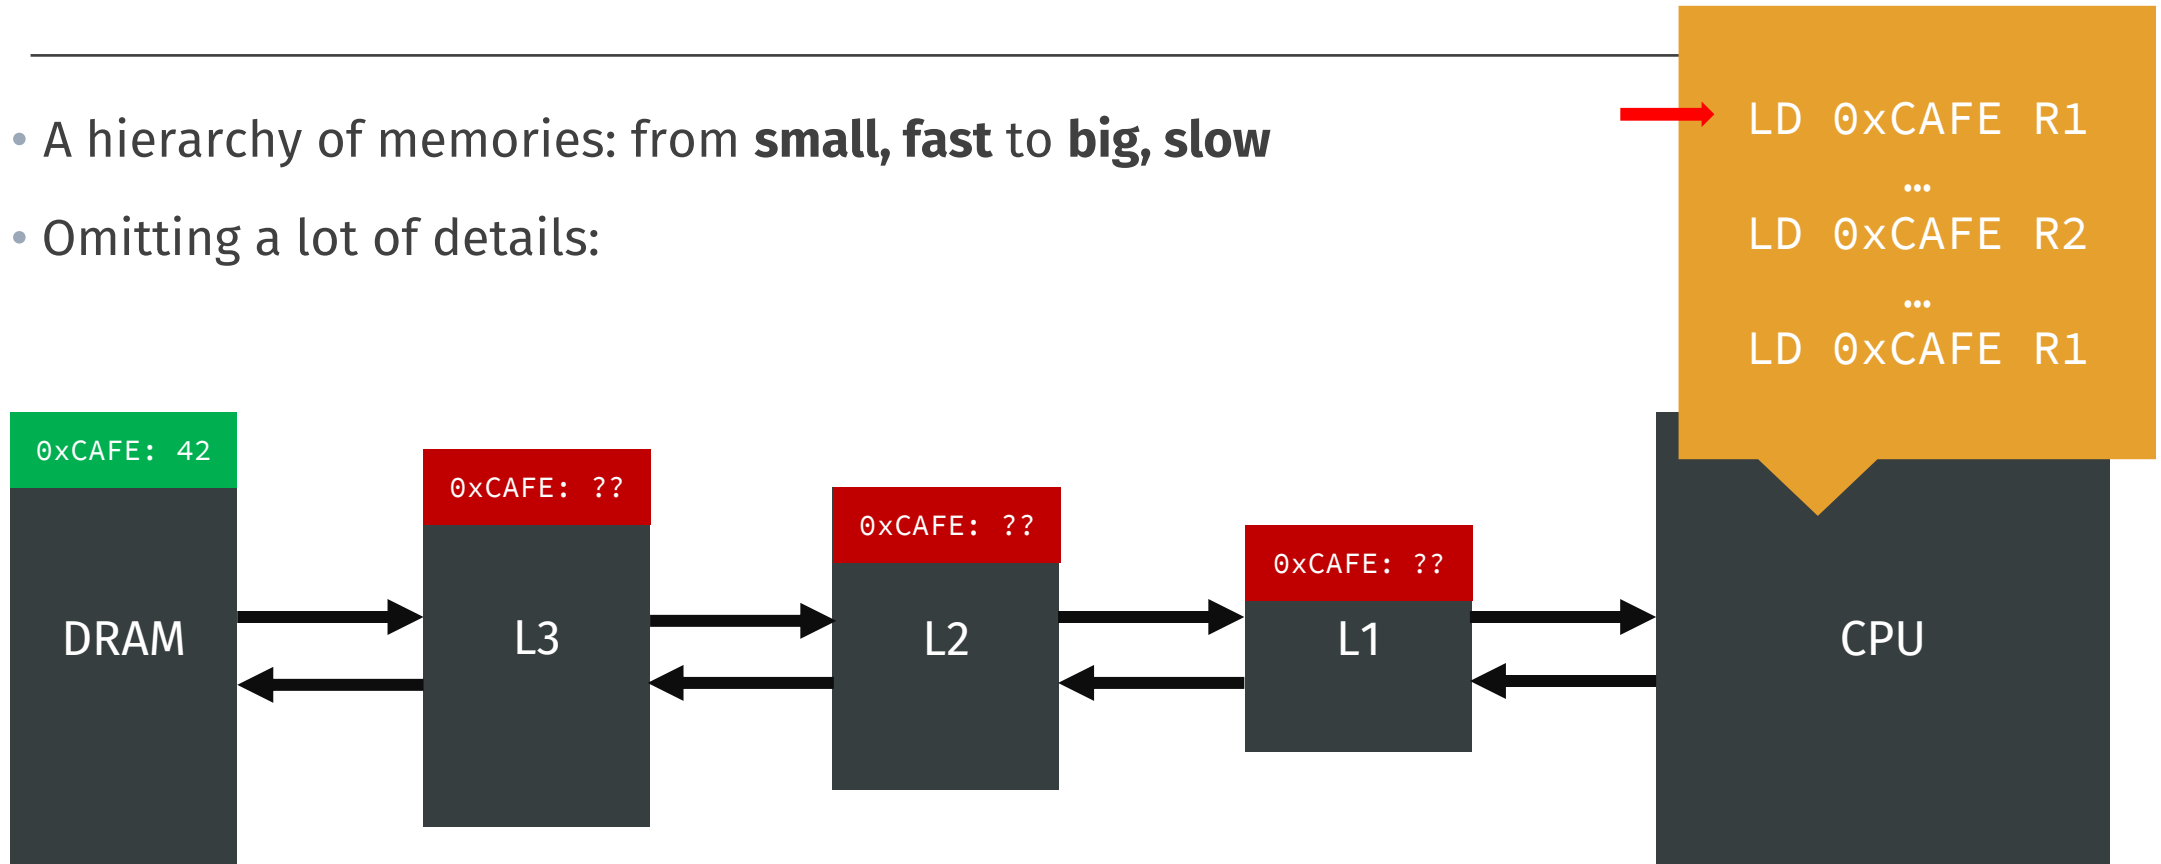 • A hierarchy of memories: from small, fast to big, slow
• Omitting a lot of details:
LD 0xCAFE R1
…
LD 0xCAFE R2
…
LD 0xCAFE R1
0xCAFE: 42
0xCAFE: ??
0xCAFE: ??
0xCAFE: ??
DRAM
L3
L2
L1
CPU